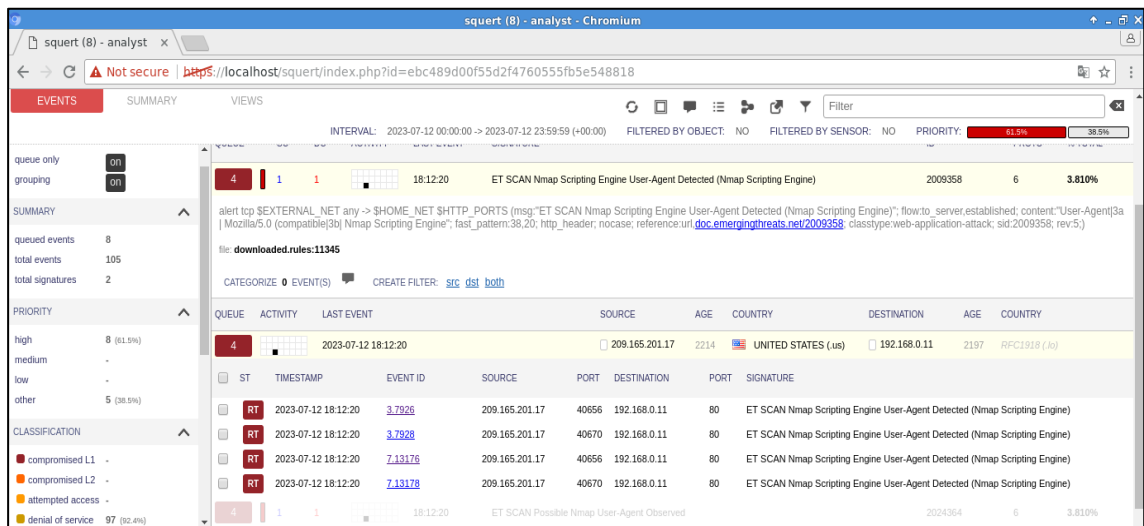 squert (8) - analyst - Chromium
squert (8) - analyst ×
Not secure | https://localhost/squert/index.php?id=ebc489d00f55d2f4760555fb5e548818
EVENTS SUMMARY VIEWS Filter
INTERVAL: 2023-07-12 00:00:00 -> 2023-07-12 23:59:59 (+00:00) FILTERED BY OBJECT: NO FILTERED BY SENSOR: NO PRIORITY: 61.5% 38.5%
QUEUE SC DC ACTIVITY LAST EVENT SIGNATURE ID PROTO % TOTAL
queue only on
grouping on
SUMMARY
queued events 8
total events 105
total signatures 2
PRIORITY
high 8 (61.5%)
medium -
low -
other 5 (38.5%)
CLASSIFICATION
compromised L1 -
compromised L2 -
attempted access -
denial of service 97 (92.4%)
4 1 1 18:12:20 ET SCAN Nmap Scripting Engine User-Agent Detected (Nmap Scripting Engine) 2009358 6 3.810%
alert tcp $EXTERNAL_NET any -> $HOME_NET $HTTP_PORTS (msg:"ET SCAN Nmap Scripting Engine User-Agent Detected (Nmap Scripting Engine)"; flow:to_server,established; content:"User-Agent|3a
| Mozilla/5.0 (compatible|3b| Nmap Scripting Engine"; fast_pattern:38,20; http_header; nocase; reference:url,doc.emergingthreats.net/2009358; classtype:web-application-attack; sid:2009358; rev:5;)
file: downloaded.rules:11345
CATEGORIZE 0 EVENT(S) CREATE FILTER: src dst both
QUEUE ACTIVITY LAST EVENT SOURCE AGE COUNTRY DESTINATION AGE COUNTRY
4 2023-07-12 18:12:20 209.165.201.17 2214 UNITED STATES (.us) 192.168.0.11 2197 RFC1918 (.lo)
ST TIMESTAMP EVENT ID SOURCE PORT DESTINATION PORT SIGNATURE
RT 2023-07-12 18:12:20 3.7926 209.165.201.17 40656 192.168.0.11 80 ET SCAN Nmap Scripting Engine User-Agent Detected (Nmap Scripting Engine)
RT 2023-07-12 18:12:20 3.7928 209.165.201.17 40670 192.168.0.11 80 ET SCAN Nmap Scripting Engine User-Agent Detected (Nmap Scripting Engine)
RT 2023-07-12 18:12:20 7.13176 209.165.201.17 40656 192.168.0.11 80 ET SCAN Nmap Scripting Engine User-Agent Detected (Nmap Scripting Engine)
RT 2023-07-12 18:12:20 7.13178 209.165.201.17 40670 192.168.0.11 80 ET SCAN Nmap Scripting Engine User-Agent Detected (Nmap Scripting Engine)
4 1 1 18:12:20 ET SCAN Possible Nmap User-Agent Observed 2024364 6 3.810%